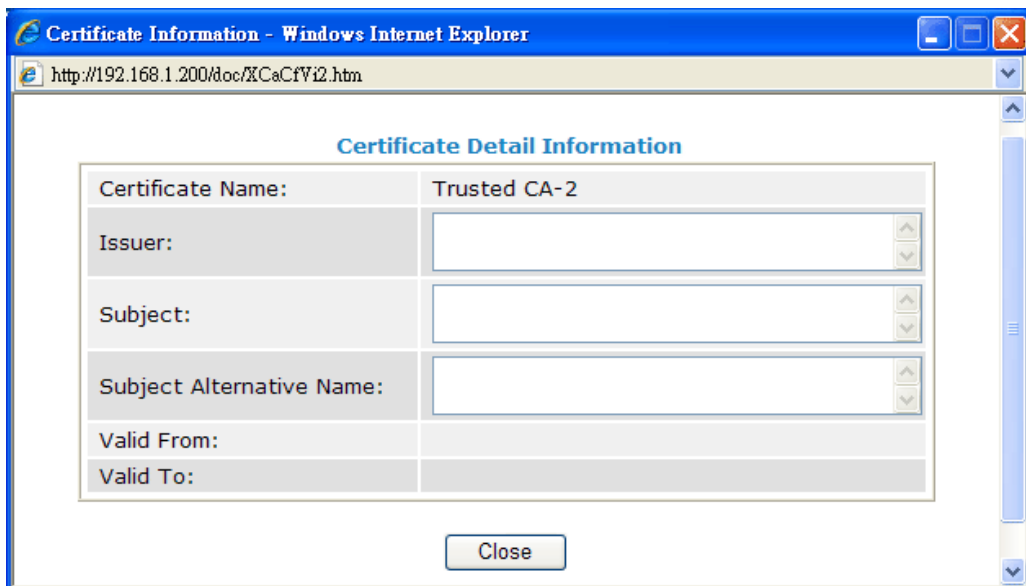 Certificate Information - Windows Internet Explorer
http://192.168.1.200/doc/XCaCfVi2.htm
Certificate Detail Information
Certificate Name: Trusted CA-2
Issuer:
Subject:
Subject Alternative Name:
Valid From:
Valid To:
Close